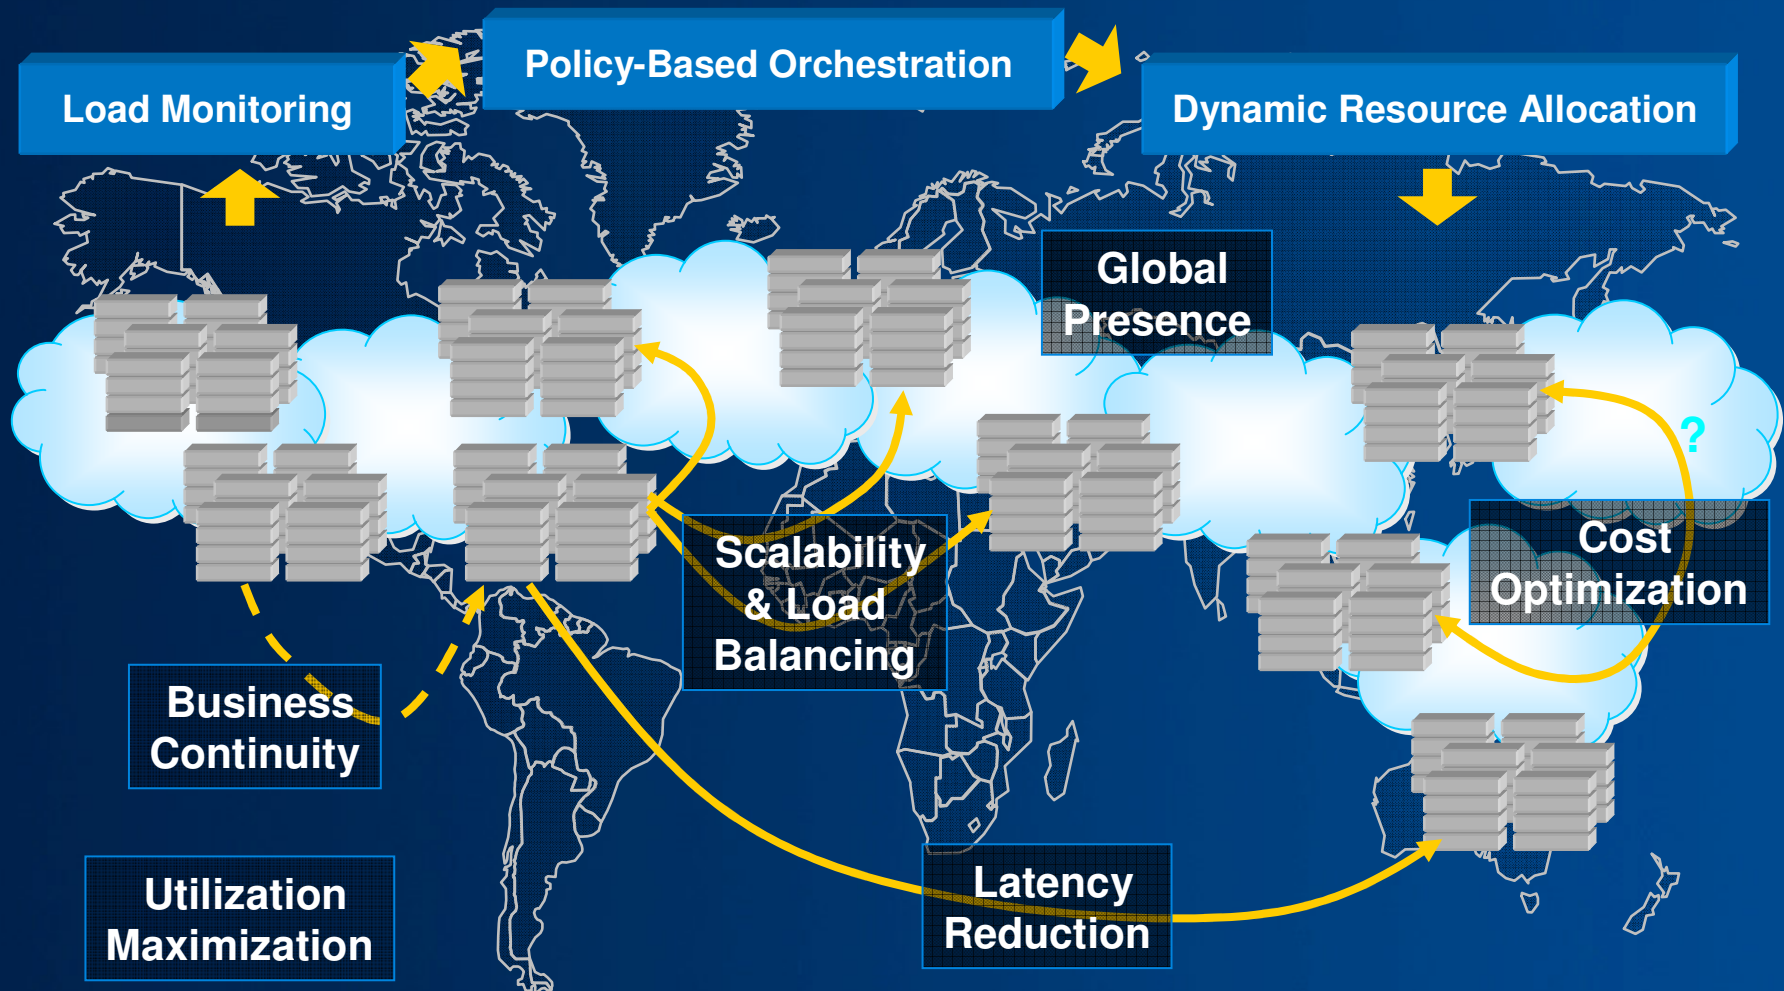 Policy-Based Orchestration
Load Monitoring
Dynamic Resource Allocation
Global
Presence
?
Scalability
& Load
Balancing
Cost
Optimization
Business
Continuity
Utilization
Maximization
Latency
Reduction